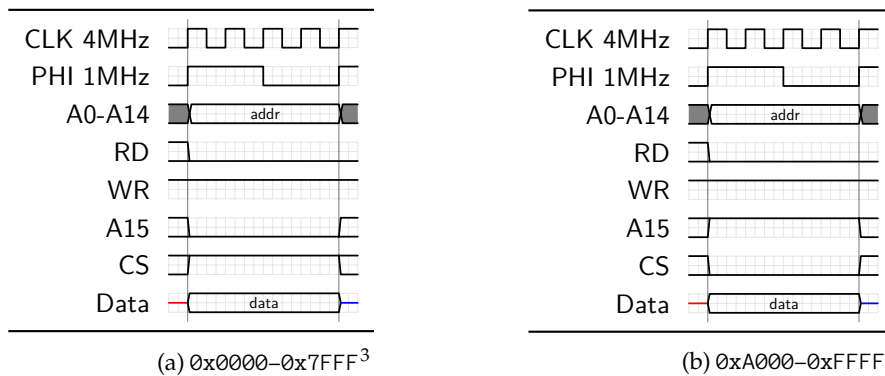 CLK 4MHz
PHI 1MHz
A0-A14
addr
RD
WR
A15
CS
Data
data
(a) 0x0000–0x7FFF³
CLK 4MHz
PHI 1MHz
A0-A14
addr
RD
WR
A15
CS
Data
data
(b) 0xA000–0xFFFF